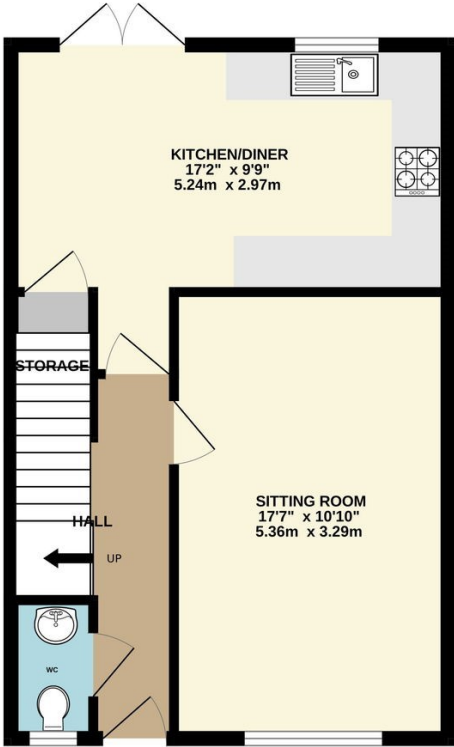 KITCHEN/DINER
17'2" x 9'9"
5.24m x 2.97m
STORAGE
SITTING ROOM
17'7" x 10'10"
5.36m x 3.29m
HALL
UP
WC